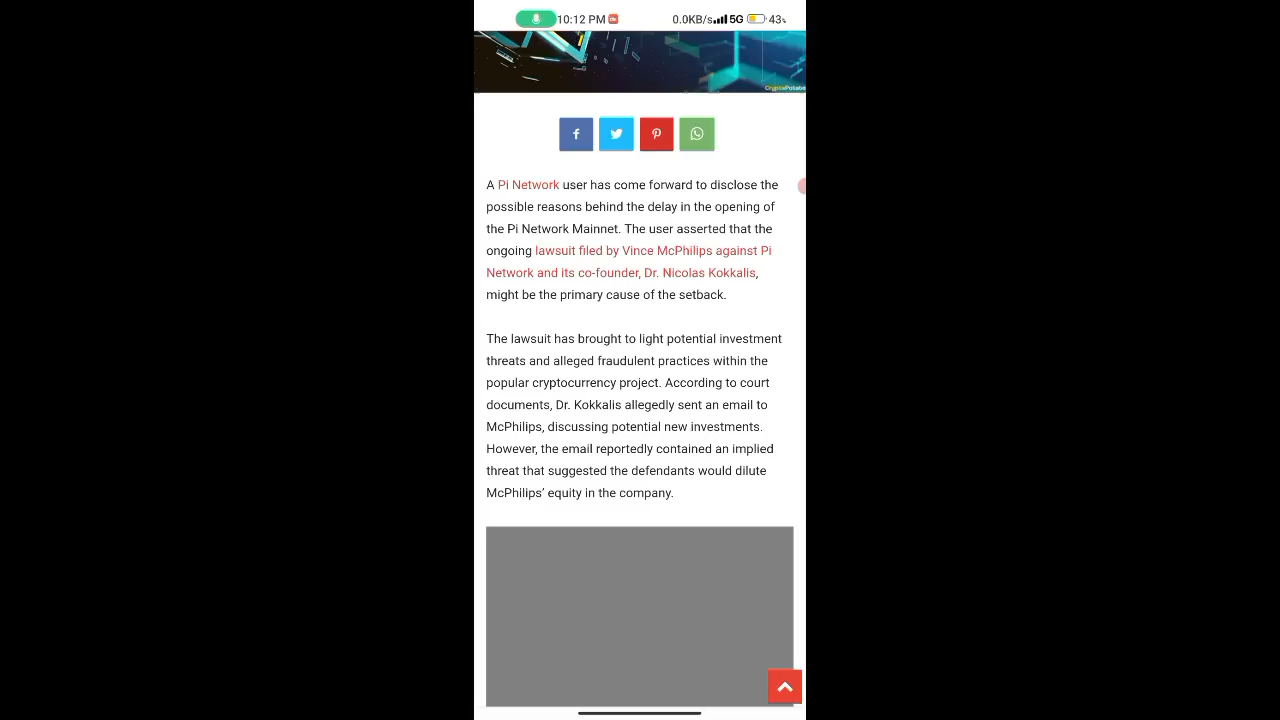 10:12 PM 0.0KB/s 5G 43%
CryptoPotato
A Pi Network user has come forward to disclose the
possible reasons behind the delay in the opening of
the Pi Network Mainnet. The user asserted that the
ongoing lawsuit filed by Vince McPhilips against Pi
Network and its co-founder, Dr. Nicolas Kokkalis,
might be the primary cause of the setback.
The lawsuit has brought to light potential investment
threats and alleged fraudulent practices within the
popular cryptocurrency project. According to court
documents, Dr. Kokkalis allegedly sent an email to
McPhilips, discussing potential new investments.
However, the email reportedly contained an implied
threat that suggested the defendants would dilute
McPhilips’ equity in the company.